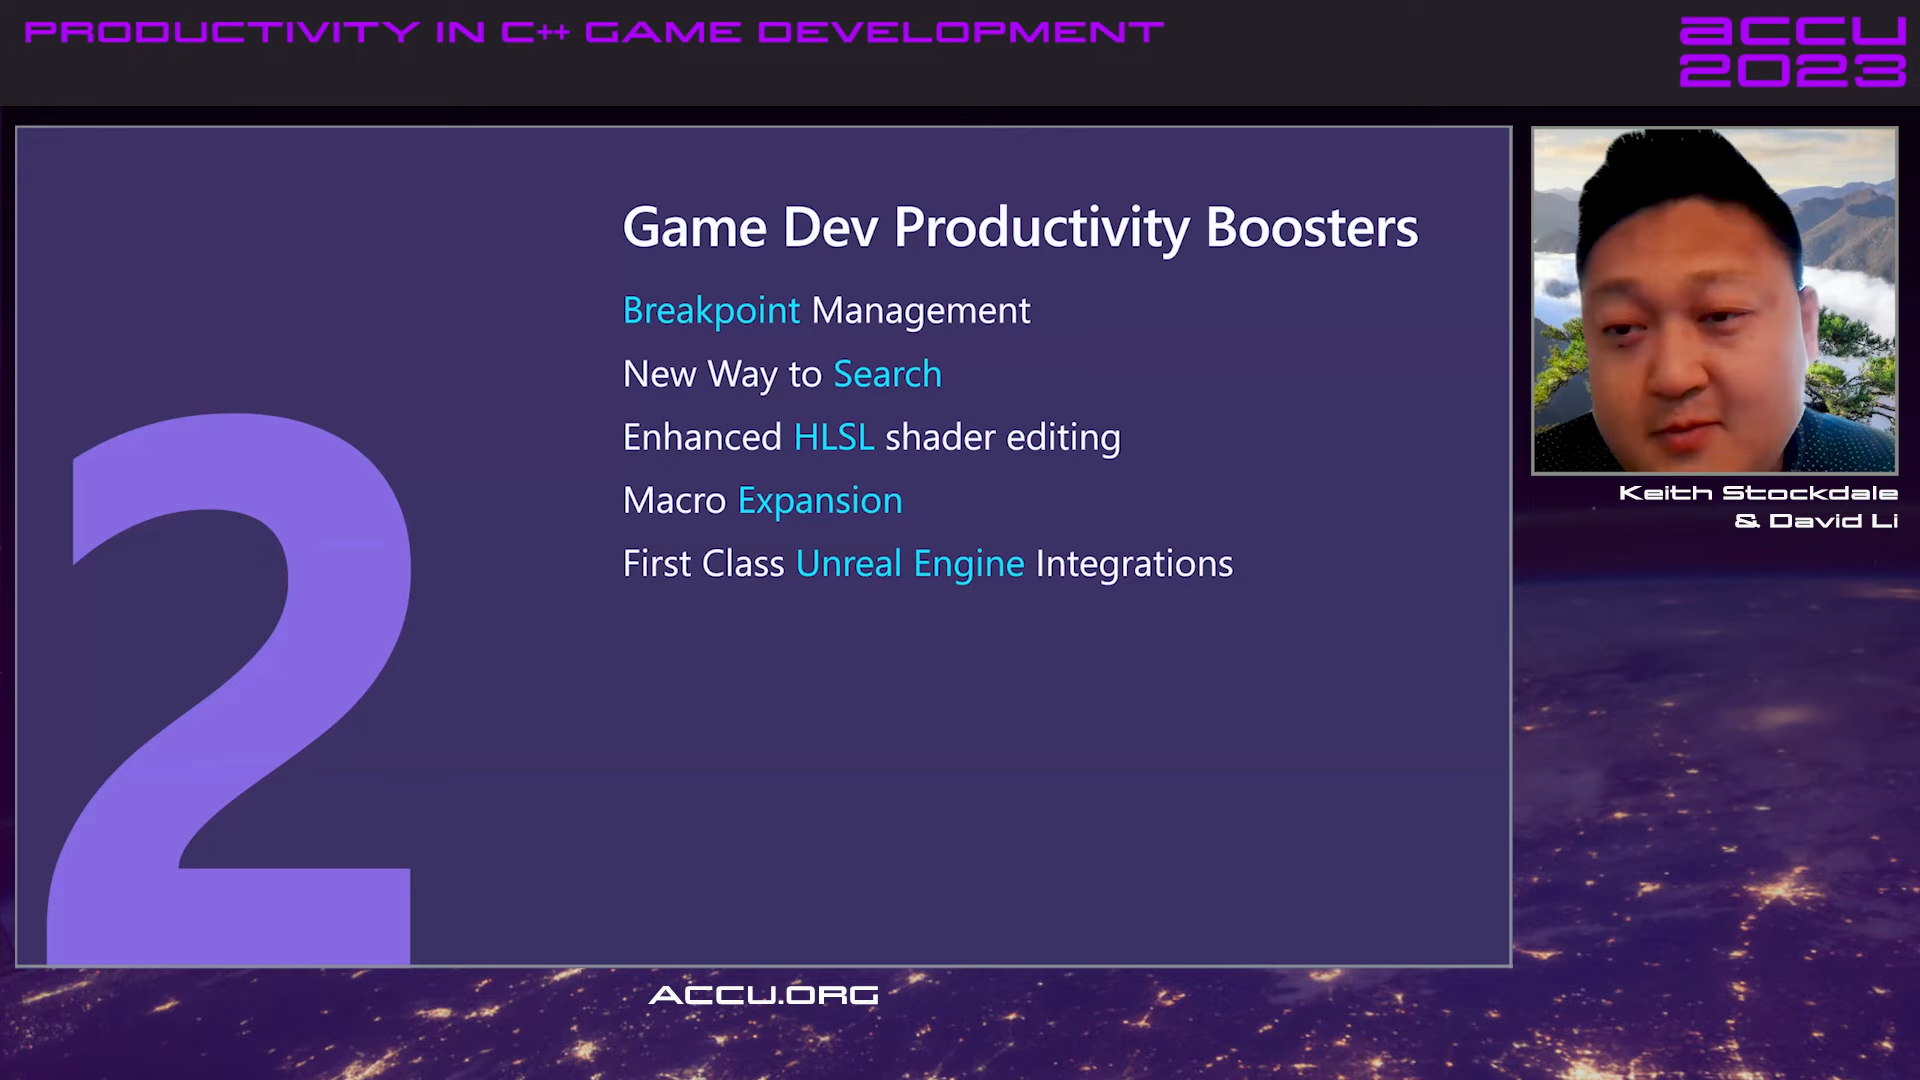 PRODUCTIVITY IN C++ GAME DEVELOPMENT
accu
2023
Game Dev Productivity Boosters
Breakpoint Management
New Way to Search
Enhanced HLSL shader editing
Macro Expansion
First Class Unreal Engine Integrations
2
Keith Stockdale
& David Li
ACCU.ORG